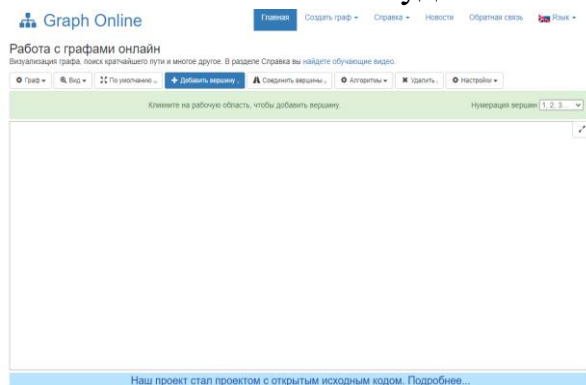 Graph Online Главная Создать граф Справка Новости Обратная связь Язык
Работа с графами онлайн
Визуализация графа, поиск кратчайшего пути и многое другое. В разделе Справка вы найдете обучающие видео.
Граф Вид По умолчанию Добавить вершину Соединить вершины Алгоритмы Удалить Настройки
Кликните на рабочую область, чтобы добавить вершину. Нумерация вершин 1, 2, 3...
Наш проект стал проектом с открытым исходным кодом. Подробнее...